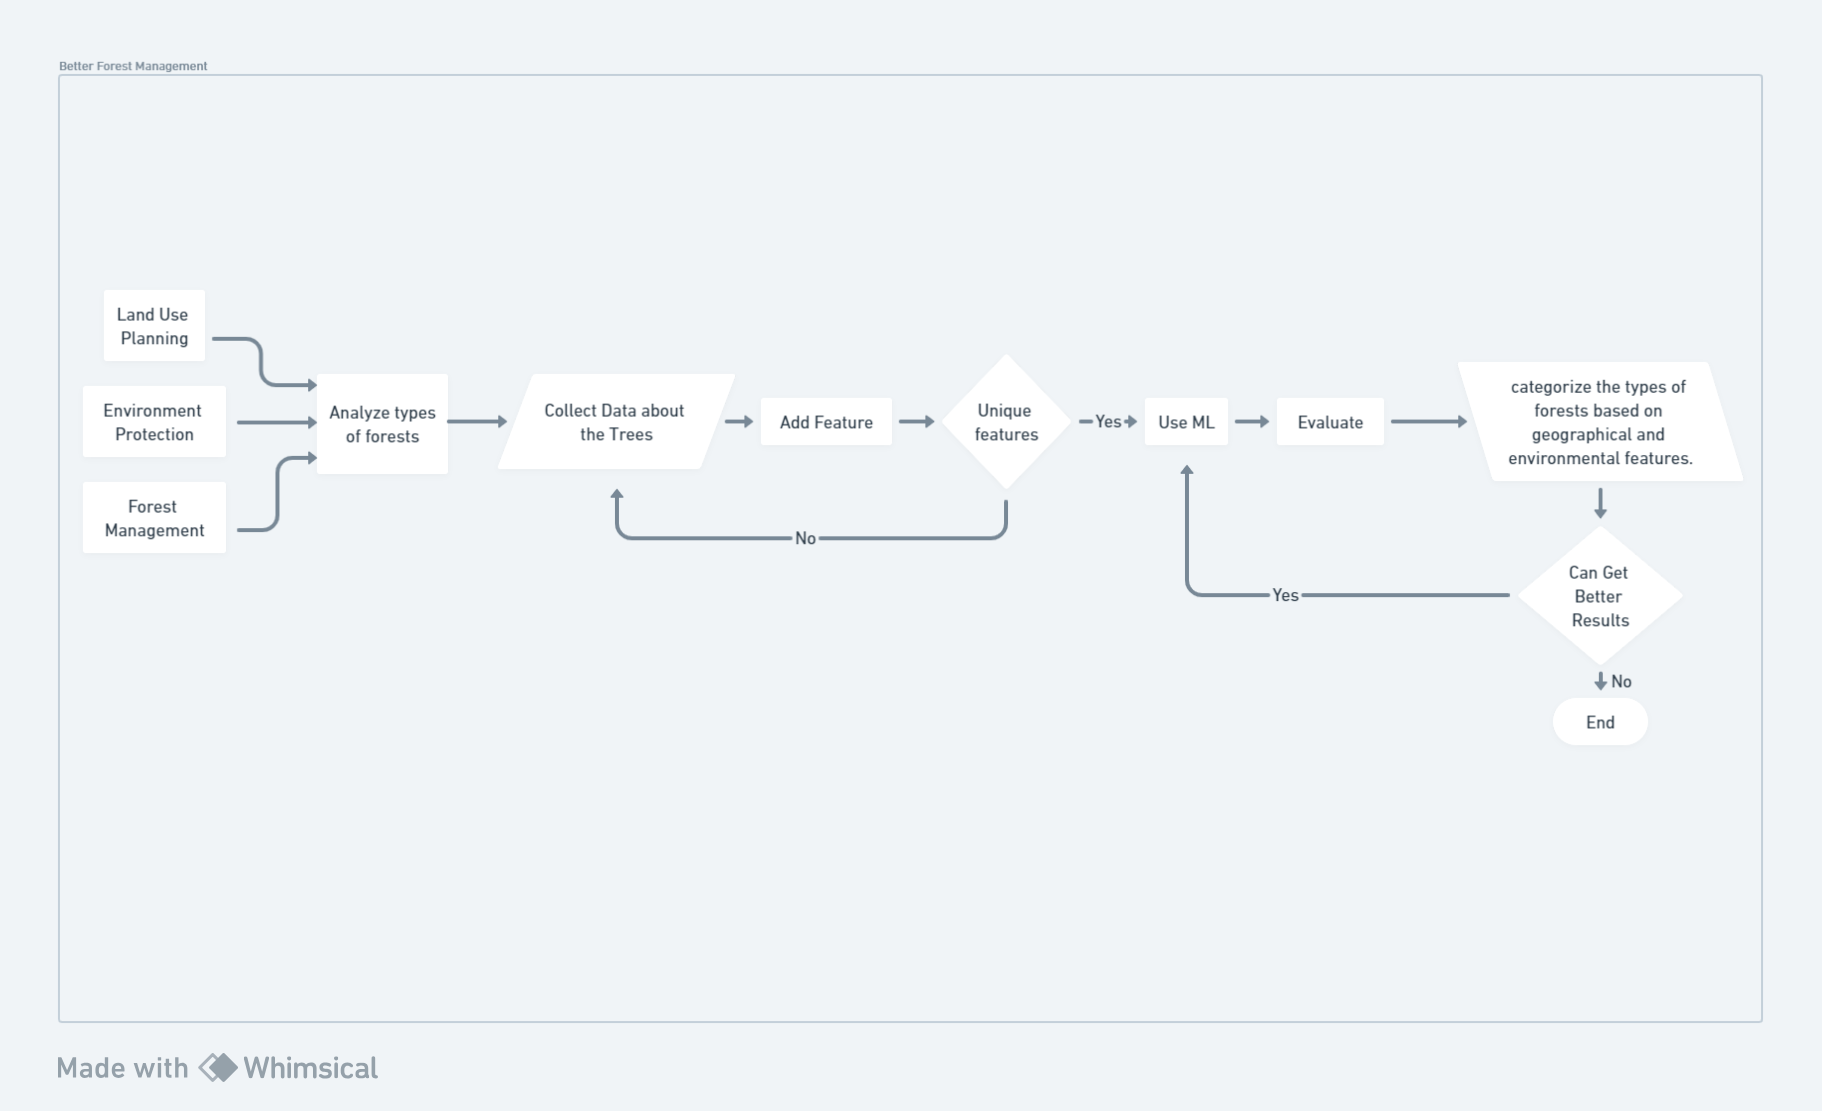 Better Forest Management
Land Use
Planning
Environment
Protection
Forest
Management
Analyze types
of forests
Collect Data about
the Trees
Add Feature
Unique
features
No
Yes
Use ML
Evaluate
categorize the types of
forests based on
geographical and
environmental features.
Can Get
Better
Results
Yes
No
End
Made with Whimsical